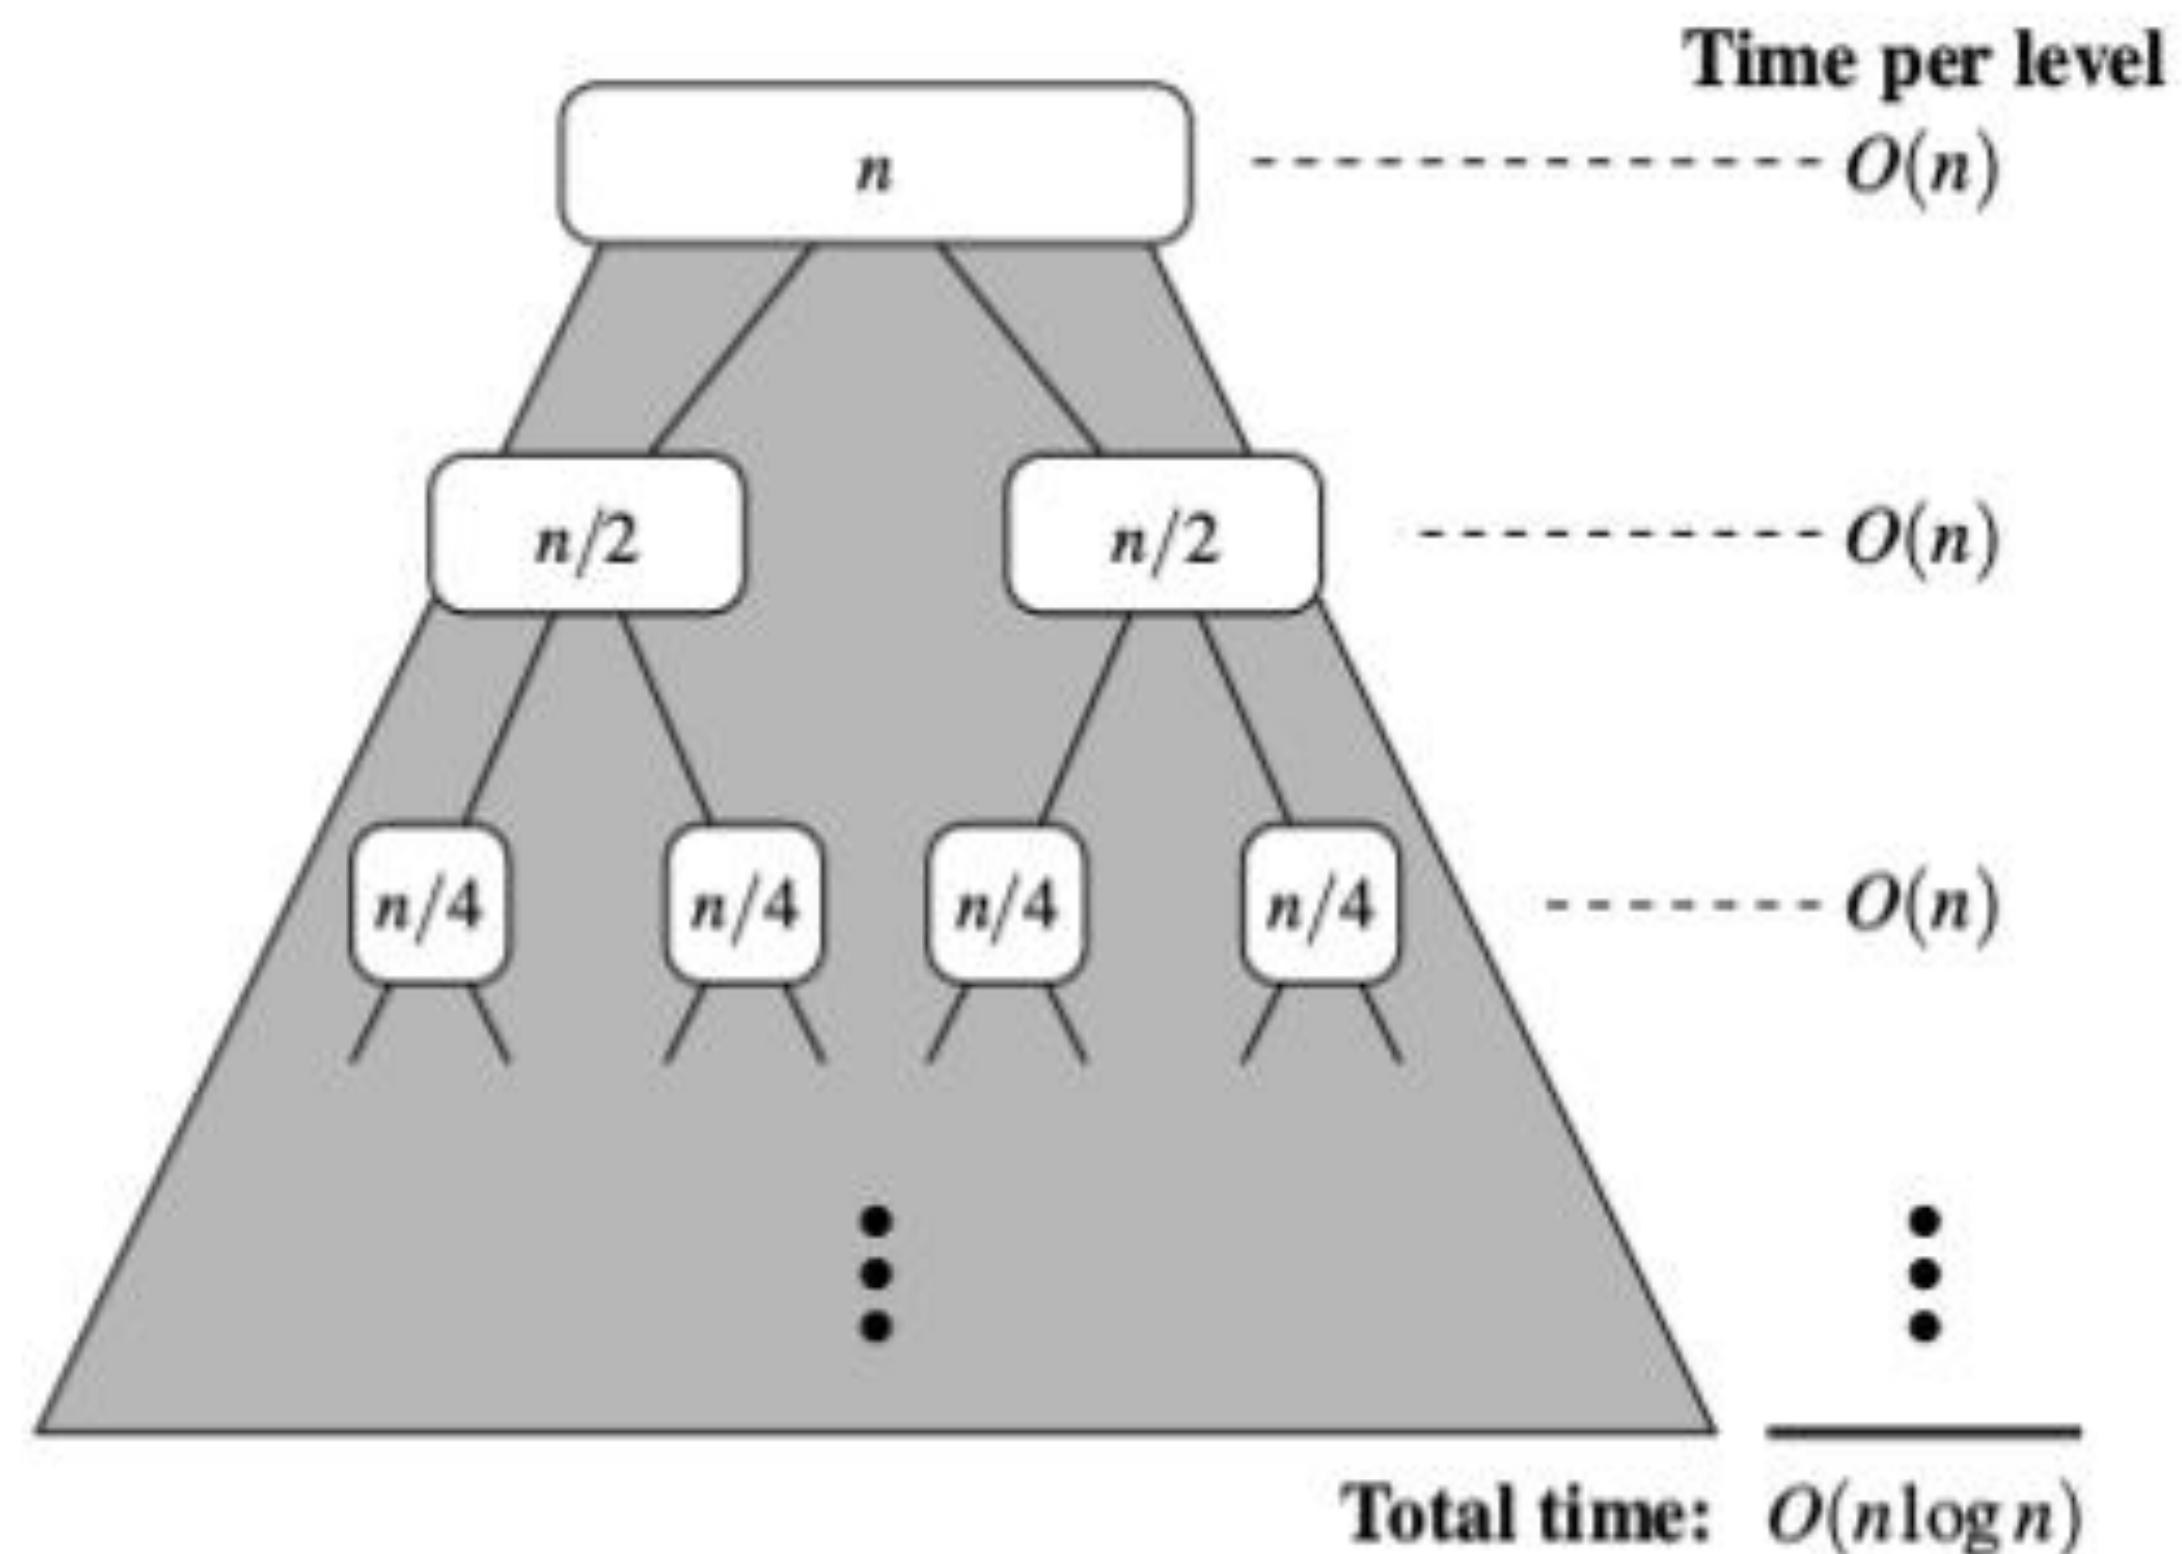 Time per level
n O(n)
n/2 n/2 O(n)
n/4 n/4 n/4 n/4 O(n)
Total time: O(n log n)